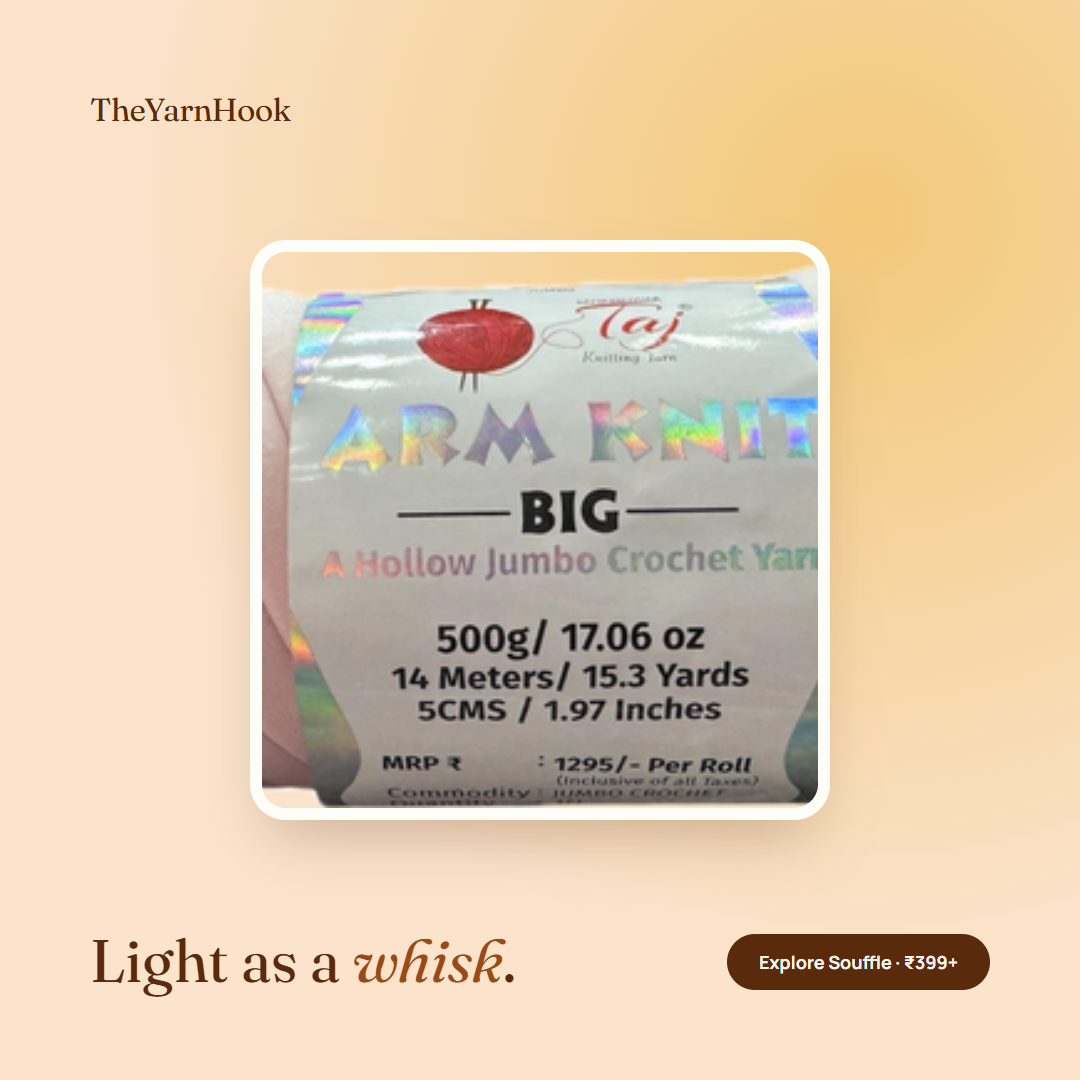 TheYarnHook
Taj
Knitting Yarn
ARM KNIT
BIG
A Hollow Jumbo Crochet Yarn
500g/ 17.06 oz
14 Meters/ 15.3 Yards
5CMS / 1.97 Inches
MRP ₹ : 1295/- Per Roll
(Inclusive of all Taxes)
Commodity : JUMBO CROCHET
Quantity
Light as a whisk.
Explore Souffle · ₹399+